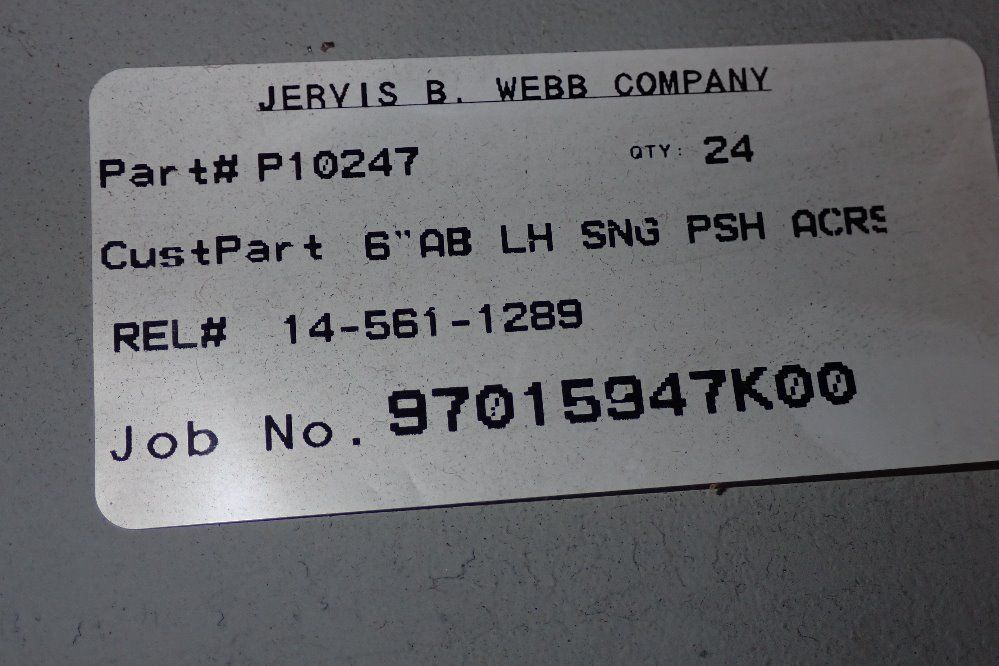 JERVIS B. WEBB COMPANY
Part# P10247 QTY: 24
CustPart 6"AB LH SNG PSH ACRS
REL# 14-561-1289
Job No. 97015947K00